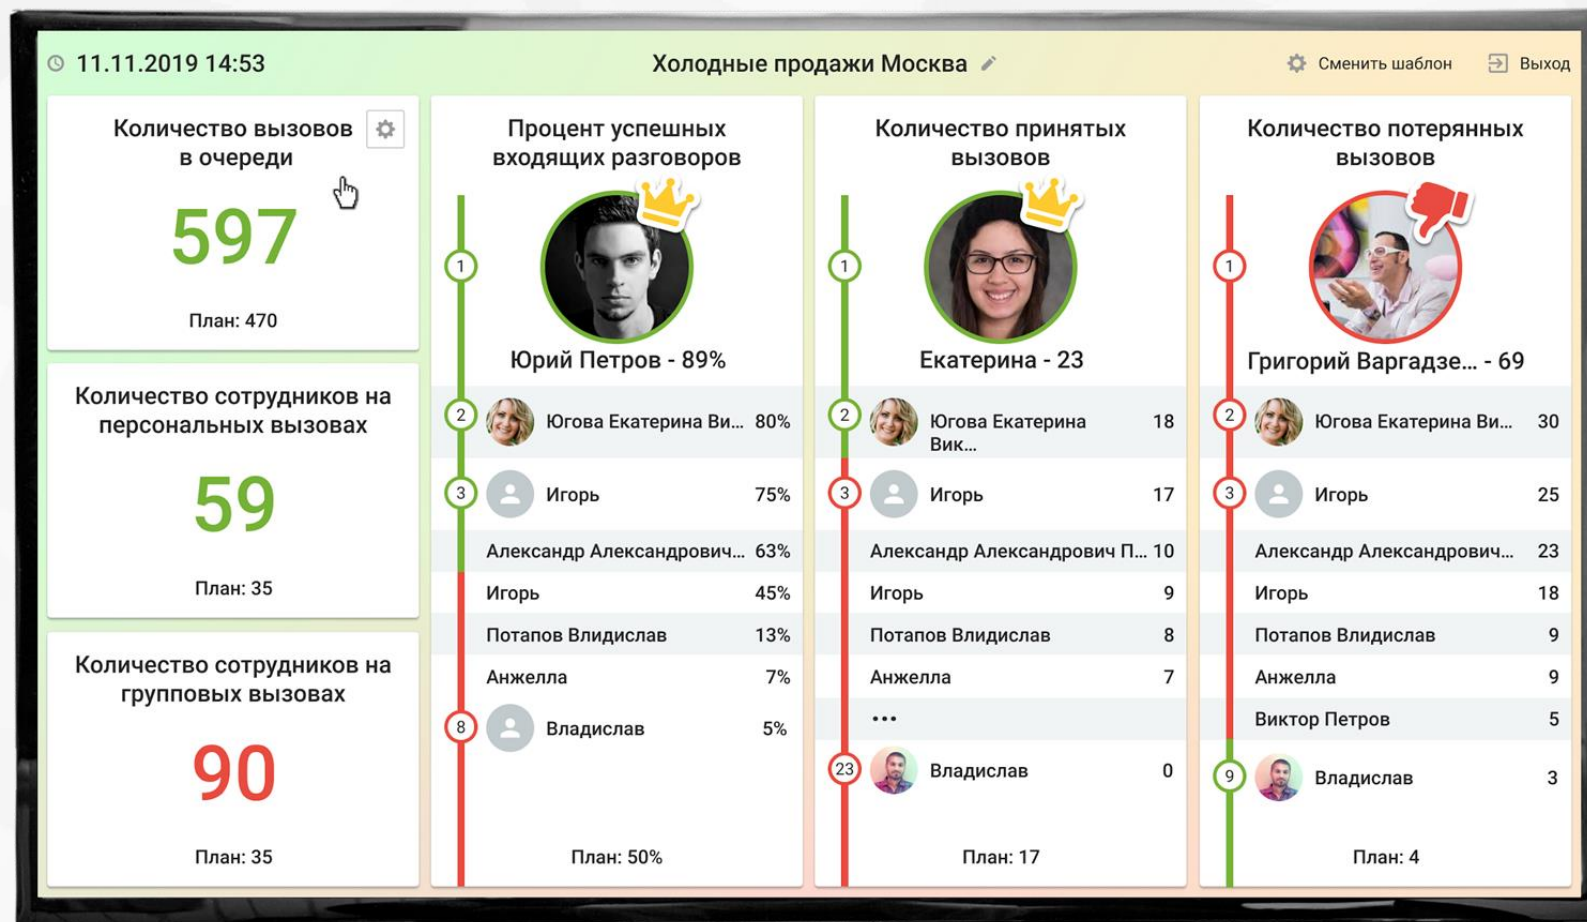 11.11.2019 14:53
Холодные продажи Москва
Сменить шаблон
Выход
Количество вызовов
в очереди
597
План: 470
Количество сотрудников на
персональных вызовах
59
План: 35
Количество сотрудников на
групповых вызовах
90
План: 35
Процент успешных
входящих разговоров
1
Юрий Петров - 89%
2 Югова Екатерина Ви... 80%
3 Игорь 75%
Александр Александрович... 63%
Игорь 45%
Потапов Влидислав 13%
Анжелла 7%
8 Владислав 5%
План: 50%
Количество принятых
вызовов
1
Екатерина - 23
2 Югова Екатерина 18
Вик...
3 Игорь 17
Александр Александрович П... 10
Игорь 9
Потапов Влидислав 8
Анжелла 7
...
23 Владислав 0
План: 17
Количество потерянных
вызовов
1
Григорий Варгадзе... - 69
2 Югова Екатерина Ви... 30
3 Игорь 25
Александр Александрович... 23
Игорь 18
Потапов Влидислав 9
Анжелла 9
Виктор Петров 5
9 Владислав 3
План: 4